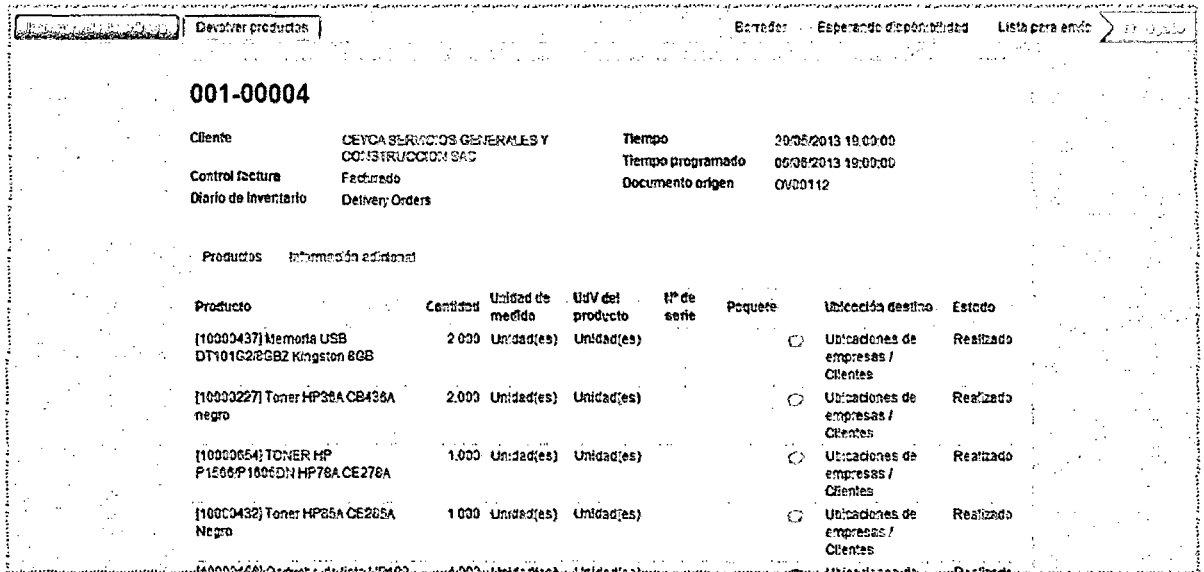 Devolver productos
Borrador Esperando disponibilidad Lista para envío
001-00004
Cliente CEYCA SERVICIOS GENERALES Y CONSTRUCCION SAC
Tiempo 20/05/2013 19:00:00
Tiempo programado 05/06/2013 19:00:00
Control factura Facturado
Documento origen OV00112
Diario de Inventario Delivery Orders
Productos Información adicional
Producto Cantidad Unidad de medida UdV del producto Nº de serie Paquete Ubicación destino Estado
[10000437] Memoria USB 2.000 Unidad(es) Unidad(es) Ubicaciones de Realizado
DT101G2/8GBZ Kingston 8GB empresas /
Clientes
[10000227] Toner HP36A CB436A 2.000 Unidad(es) Unidad(es) Ubicaciones de Realizado
negro empresas /
Clientes
[10000654] TONER HP 1.000 Unidad(es) Unidad(es) Ubicaciones de Realizado
P1566/P1606DN HP78A CE278A empresas /
Clientes
[10000432] Toner HP85A CE285A 1.000 Unidad(es) Unidad(es) Ubicaciones de Realizado
Negro empresas /
Clientes